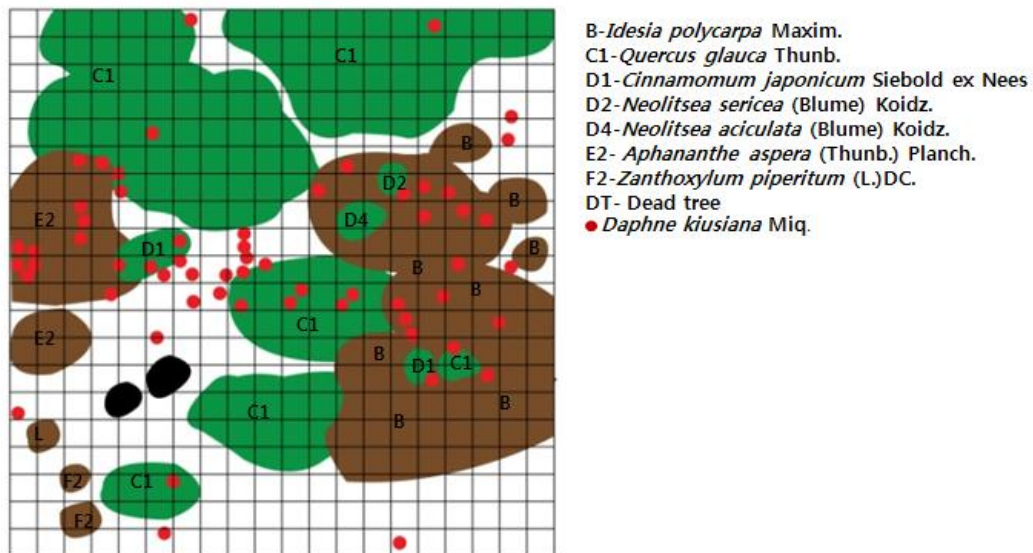 B-Idesia polycarpa Maxim.
C1-Quercus glauca Thunb.
D1-Cinnamomum japonicum Siebold ex Nees
D2-Neolitsea sericea (Blume) Koidz.
D4-Neolitsea aciculata (Blume) Koidz.
E2- Aphananthe aspera (Thunb.) Planch.
F2-Zanthoxylum piperitum (L.)DC.
DT- Dead tree
Daphne kiusiana Miq.
C1
C1
B
D2
B
E2
D4
D1
B
B
B
C1
E2
B
D1
C1
B
C1
B
L
F2
C1
F2